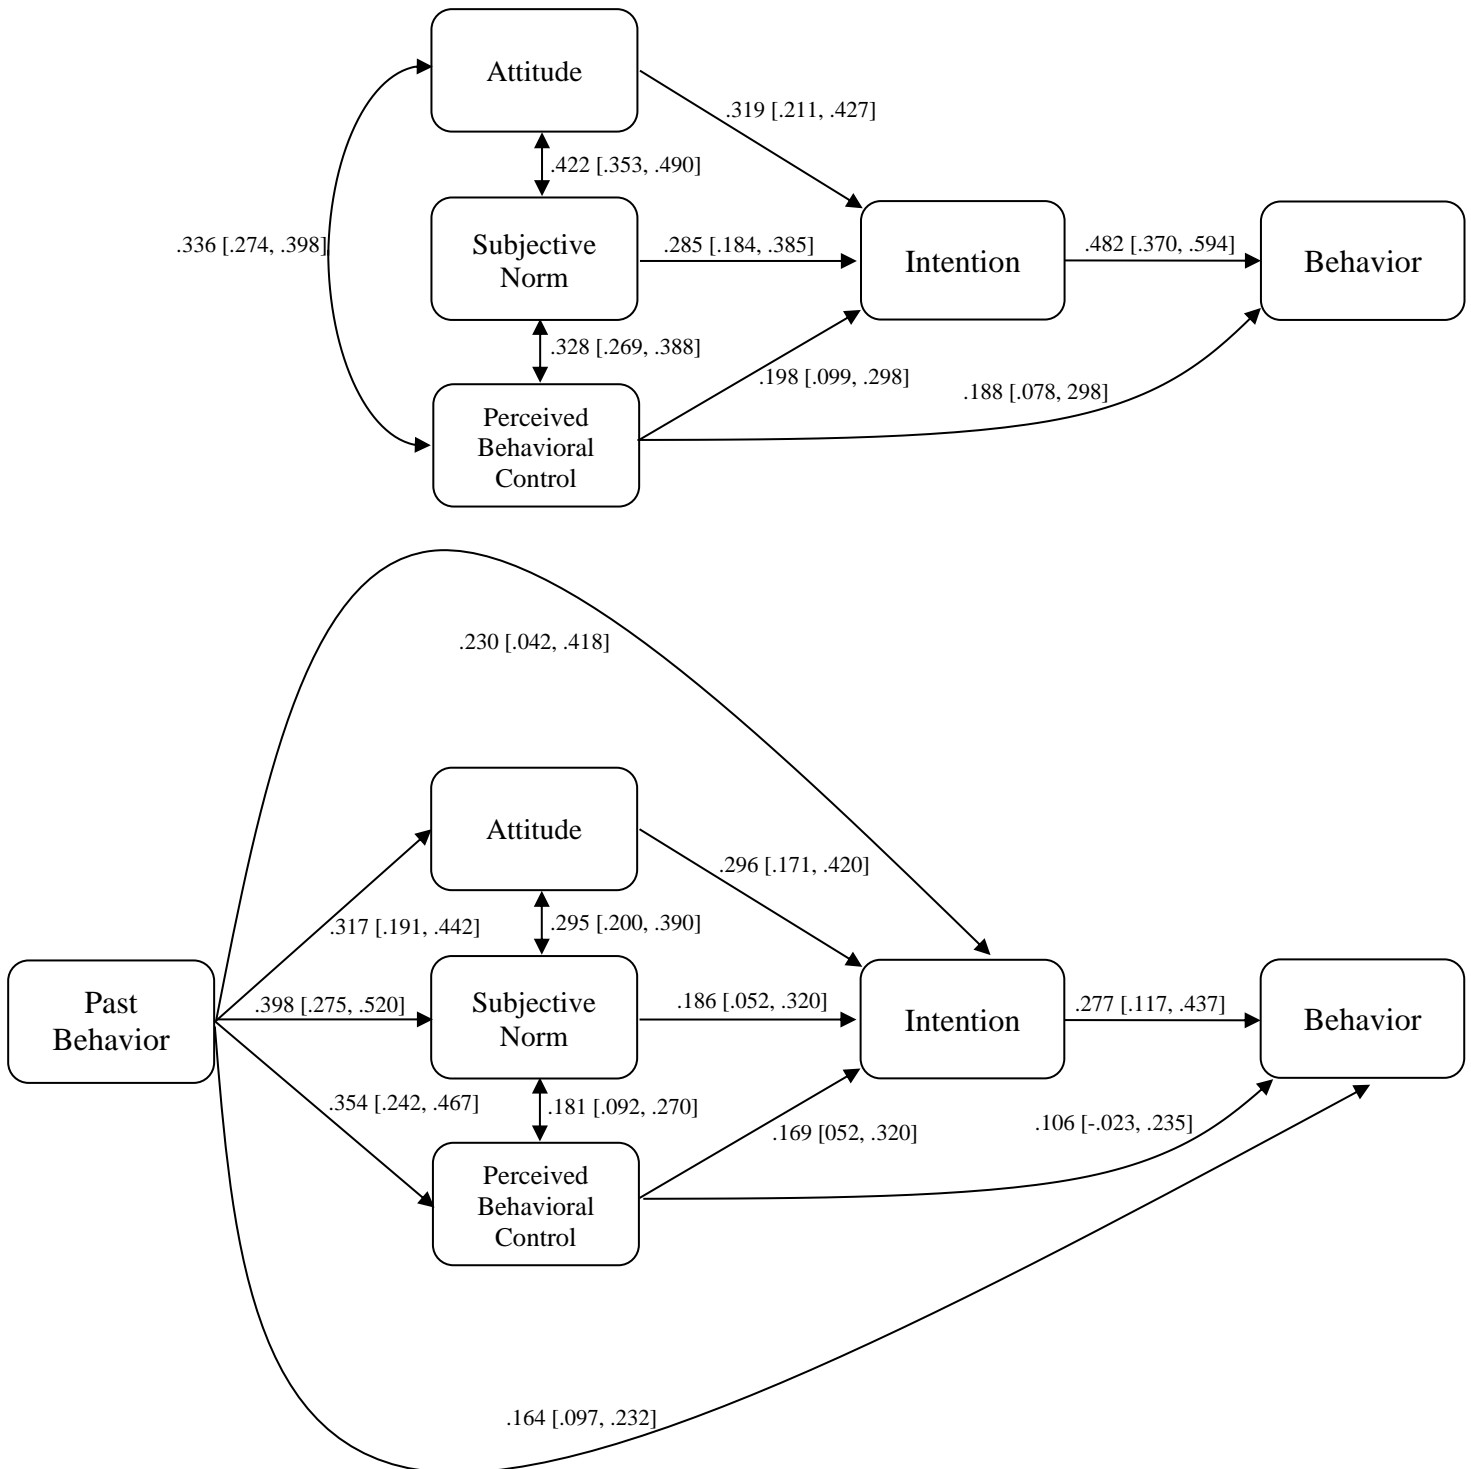 Attitude
.319 [.211, .427]
.422 [.353, .490]
Subjective
Norm
.336 [.274, .398]
.285 [.184, .385]
Intention
.482 [.370, .594]
Behavior
.328 [.269, .388]
.198 [.099, .298]
.188 [.078, 298]
Perceived
Behavioral
Control
.230 [.042, .418]
Attitude
.296 [.171, .420]
.317 [.191, .442]
.295 [.200, .390]
Past
Behavior
.398 [.275, .520]
Subjective
Norm
.186 [.052, .320]
Intention
.277 [.117, .437]
Behavior
.354 [.242, .467]
.181 [.092, .270]
.169 [052, .320]
.106 [-.023, .235]
Perceived
Behavioral
Control
.164 [.097, .232]